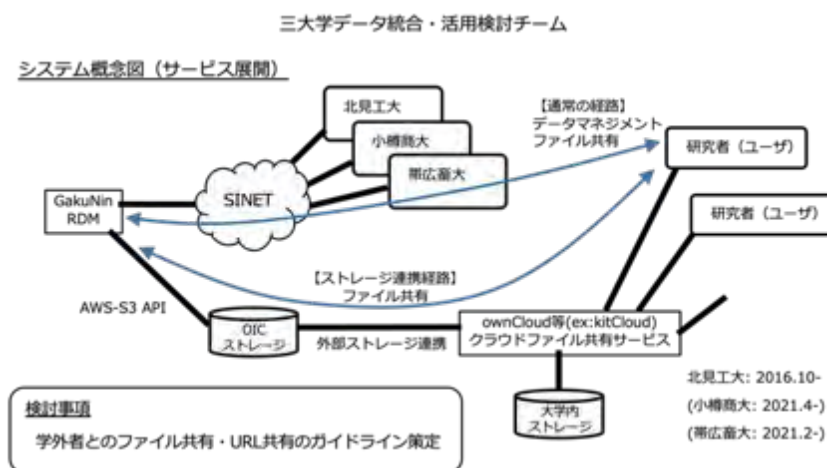 三大学データ統合・活用検討チーム
システム概念図（サービス展開）
北見工大
小樽商大
帯広畜大
【通常の経路】
データマネジメント
ファイル共有
研究者（ユーザ）
研究者（ユーザ）
SINET
GakuNin
RDM
【ストレージ連携経路】
ファイル共有
AWS-S3 API
OIC
ストレージ
外部ストレージ連携
ownCloud等(ex:kitCloud)
クラウドファイル共有サービス
大学内
ストレージ
北見工大: 2016.10-
(小樽商大: 2021.4-)
(帯広畜大: 2021.2-)
検討事項
学外者とのファイル共有・URL共有のガイドライン策定